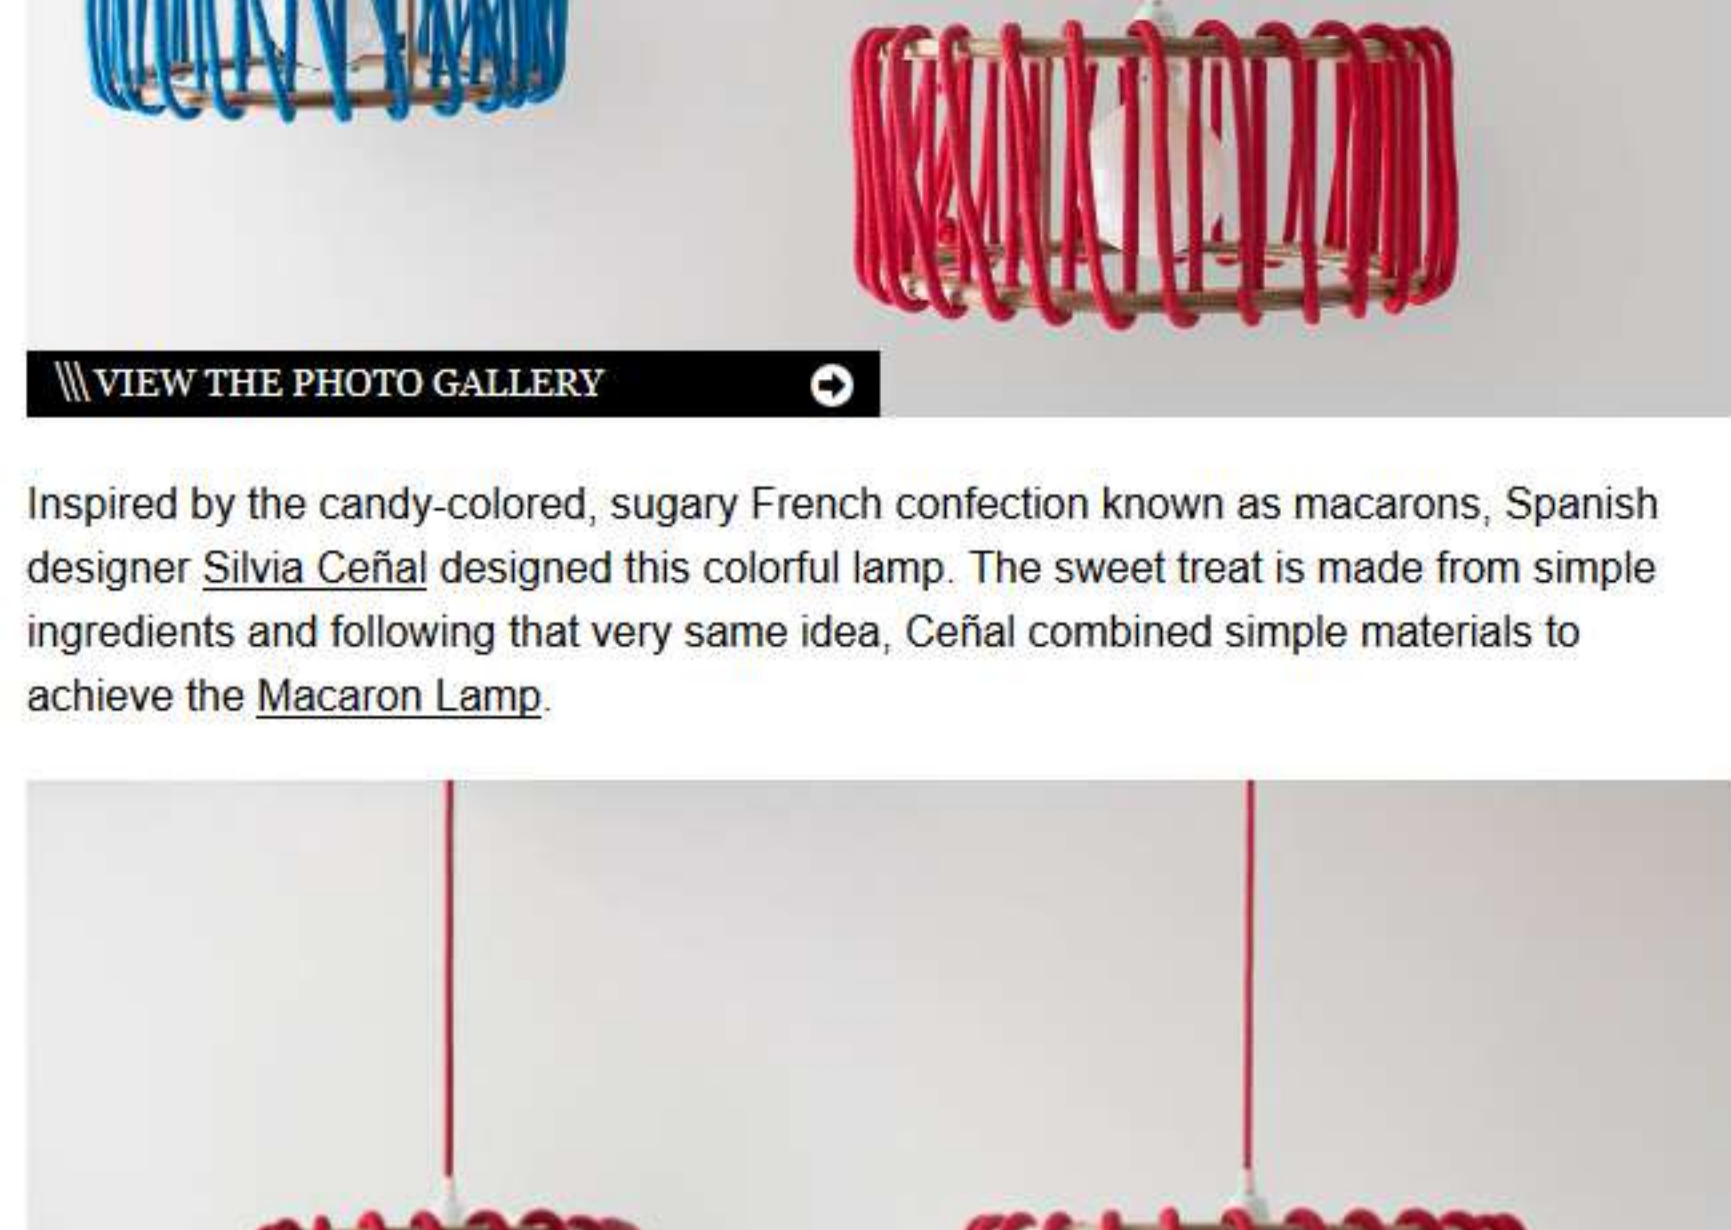 \\\ VIEW THE PHOTO GALLERY
Inspired by the candy-colored, sugary French confection known as macarons, Spanish
designer Silvia Ceñal designed this colorful lamp. The sweet treat is made from simple
ingredients and following that very same idea, Ceñal combined simple materials to
achieve the Macaron Lamp.